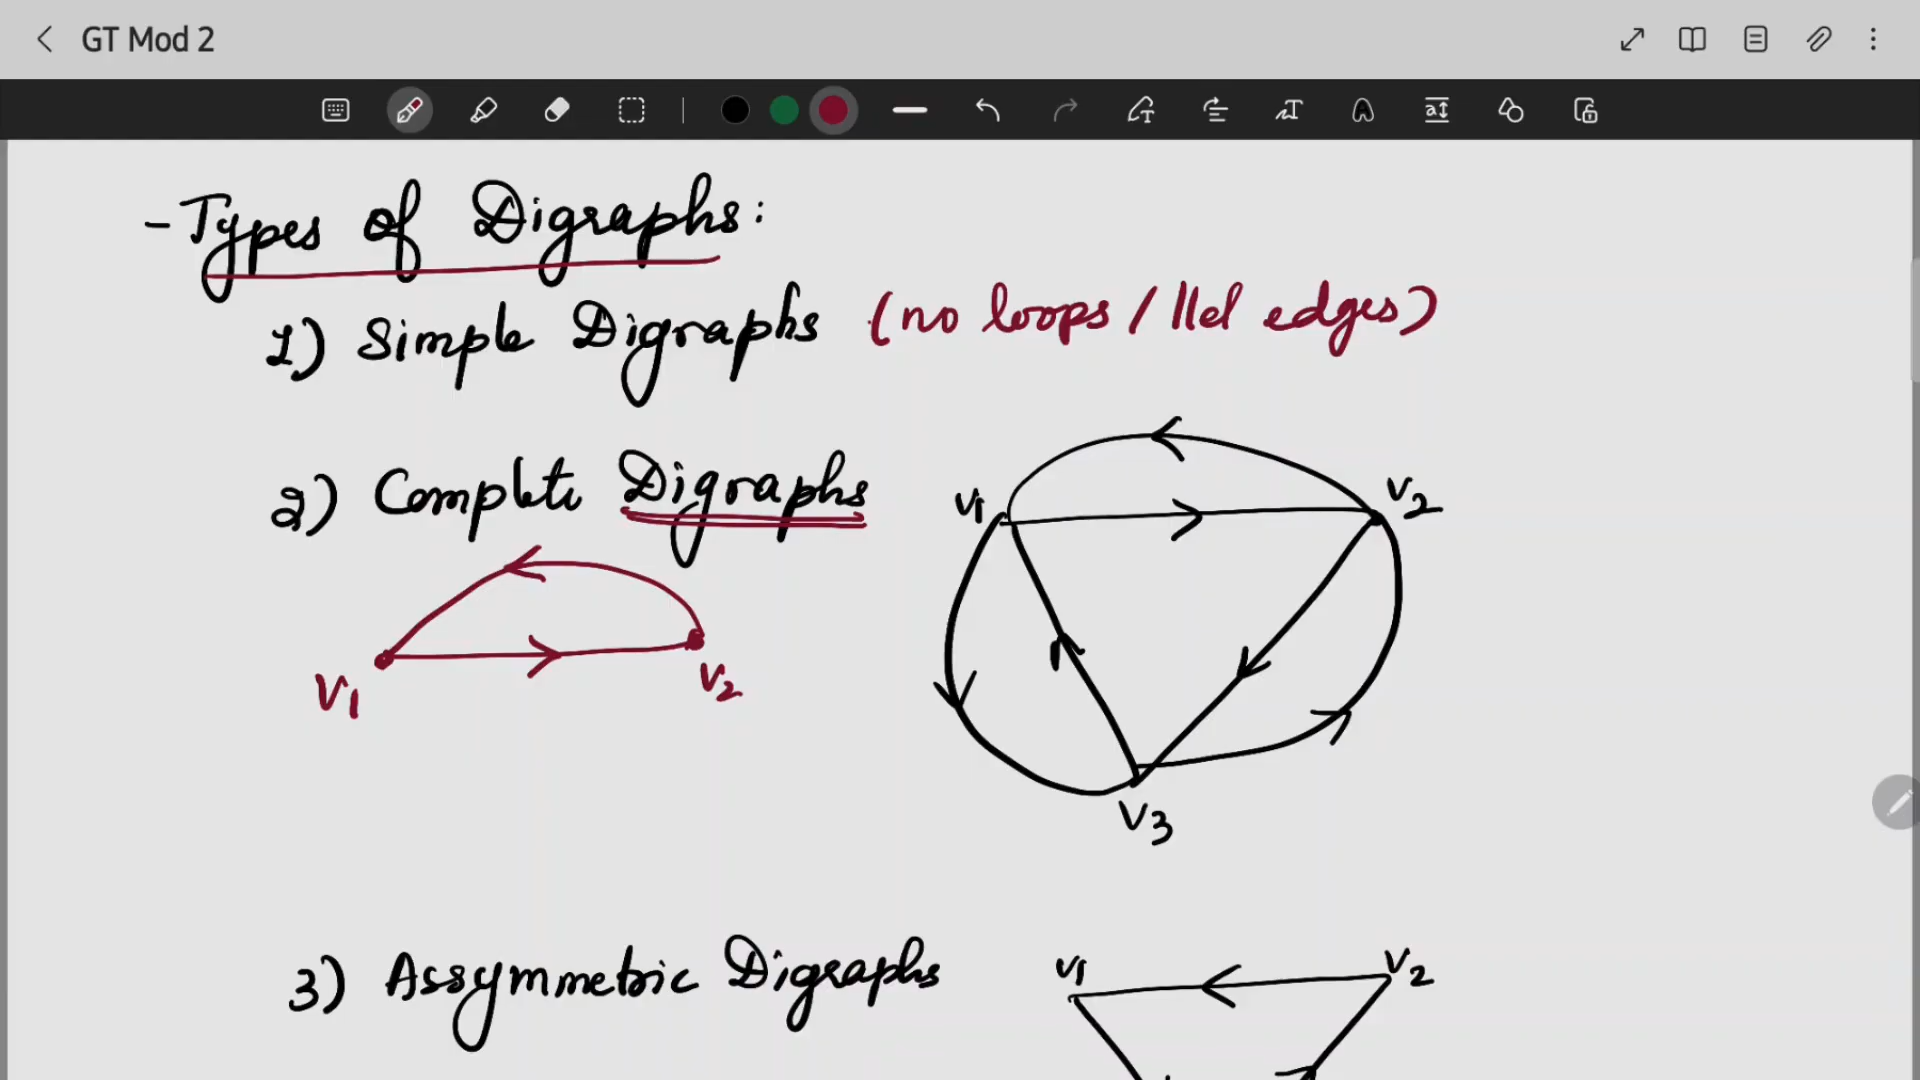 GT Mod 2
- Types of Digraphs:
1) Simple Digraphs (no loops / llel edges)
2) Complete Digraphs
v1 v2
V1 V2
V3
3) Assymmetric Digraphs
v1 v2